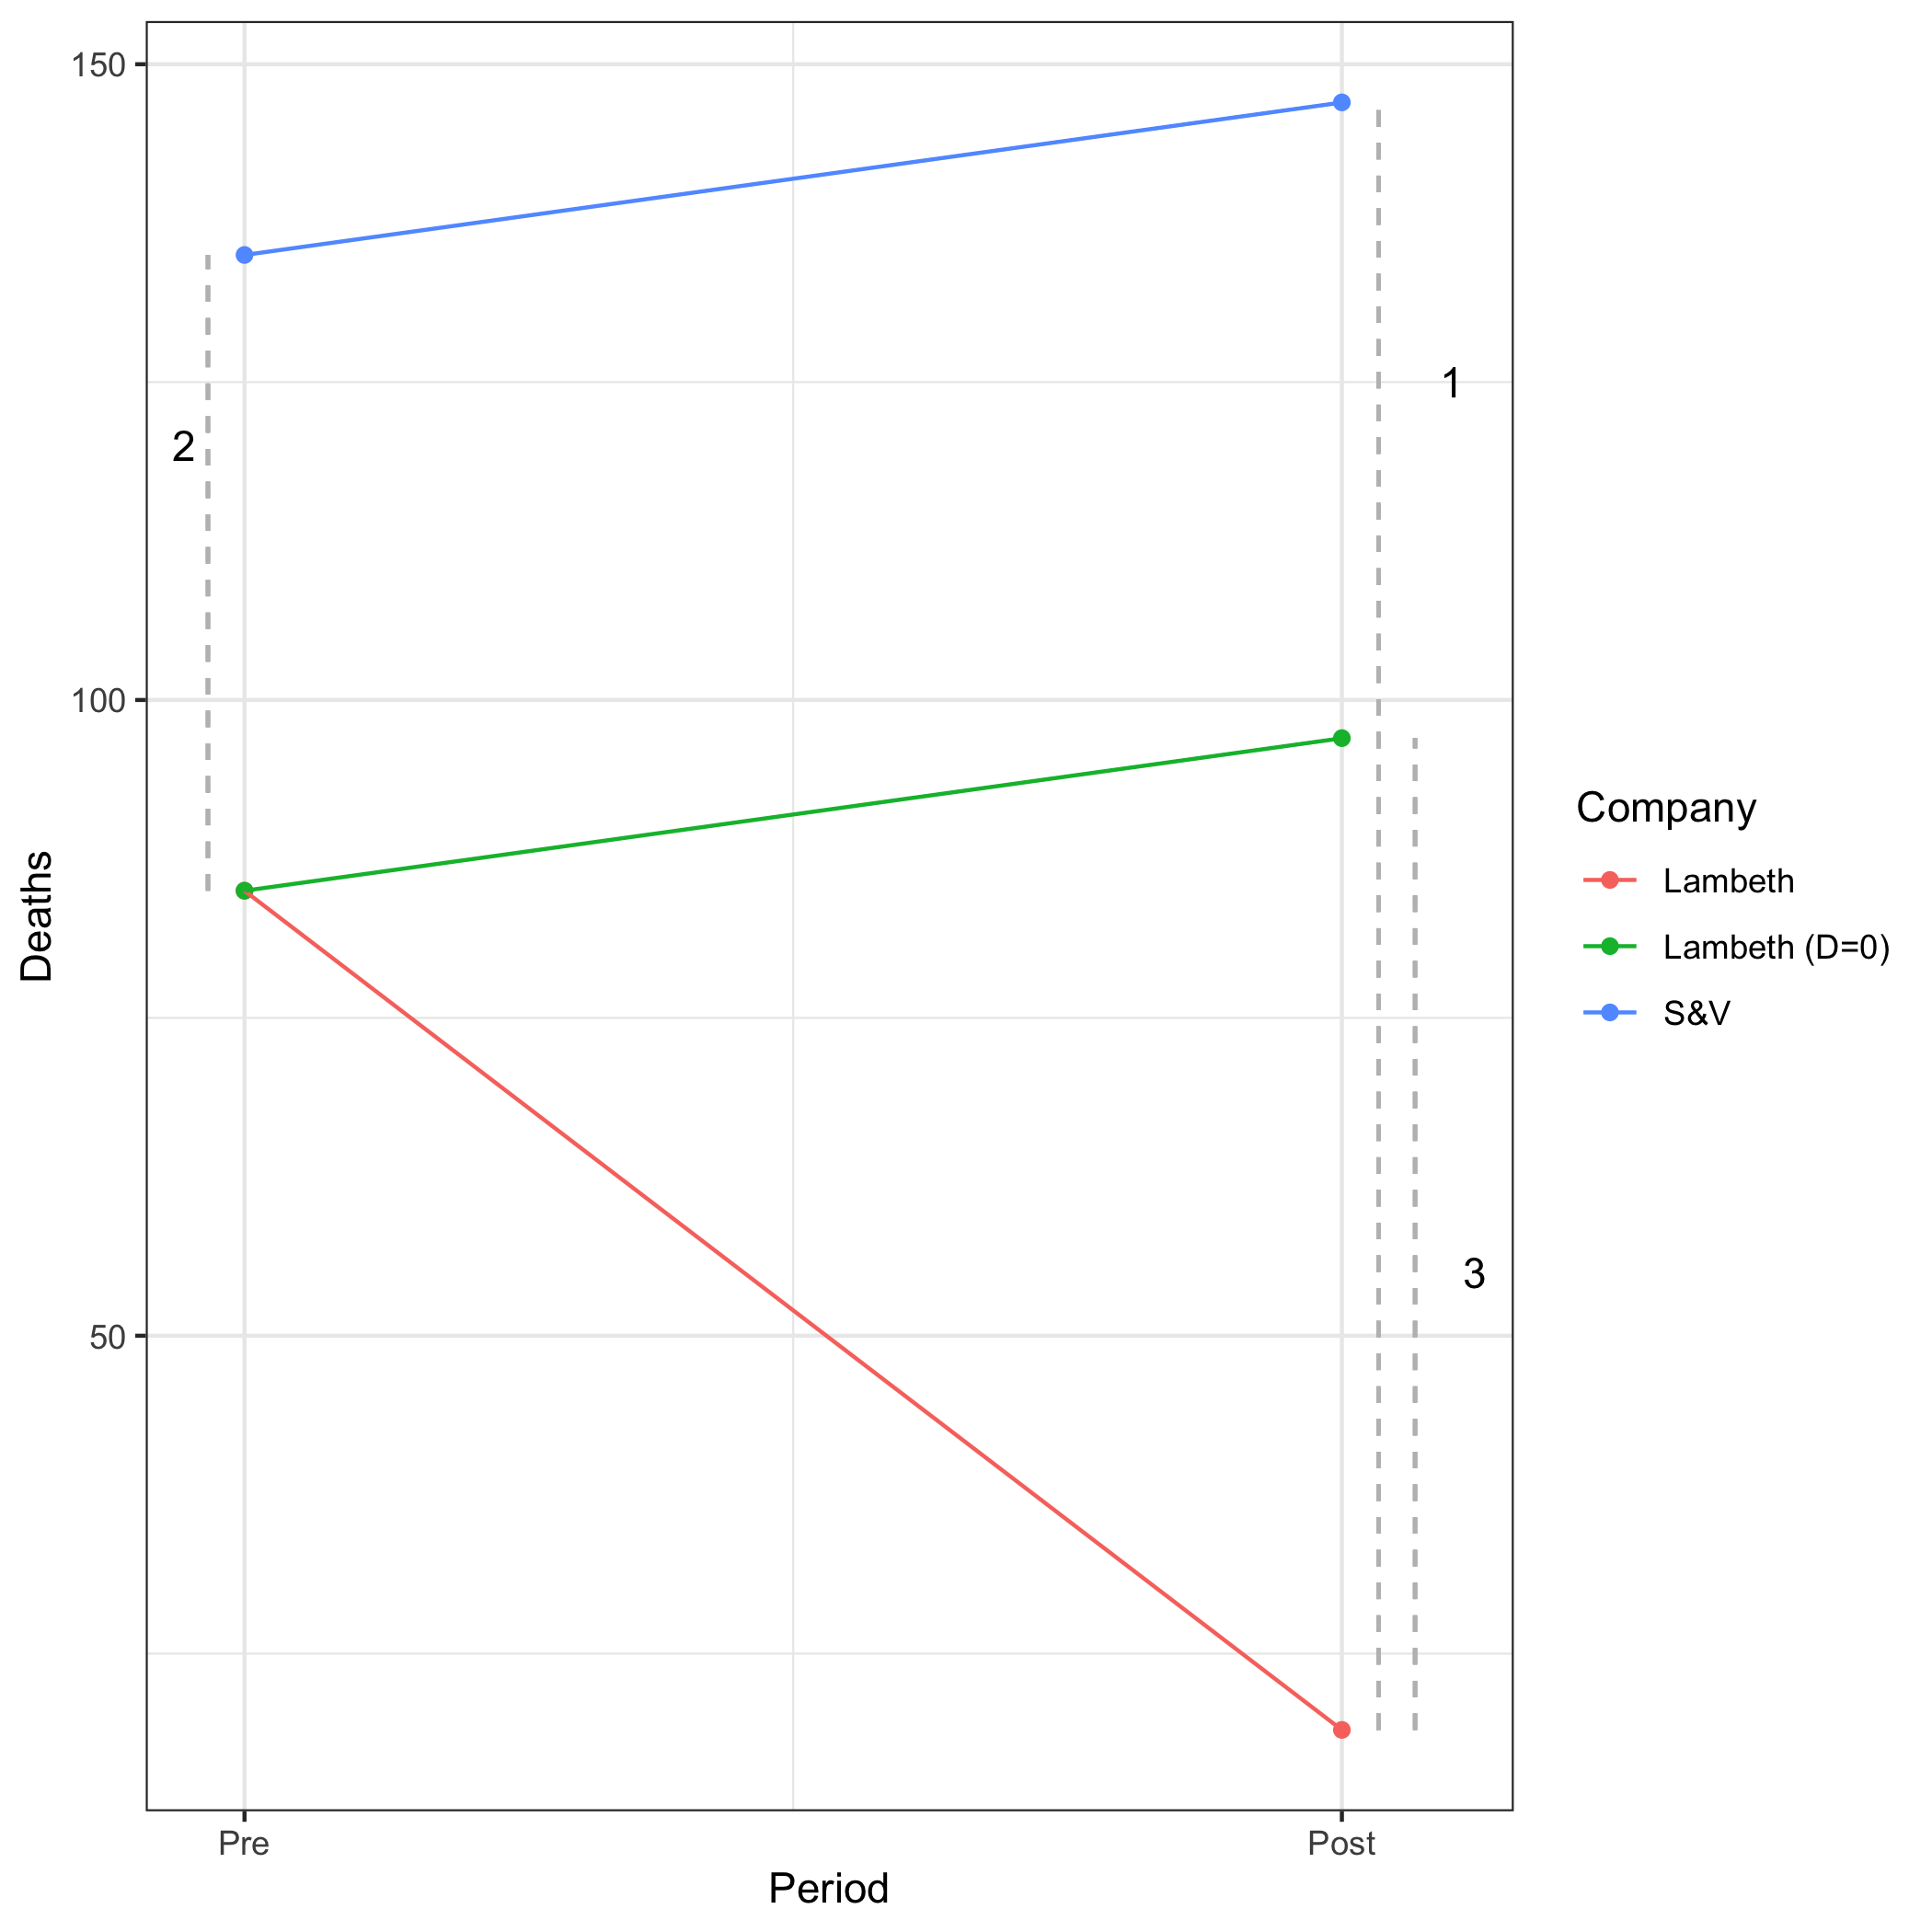 150
1
2
100
Deaths
Company
Lambeth
Lambeth (D=0)
S&V
3
50
Pre
Post
Period